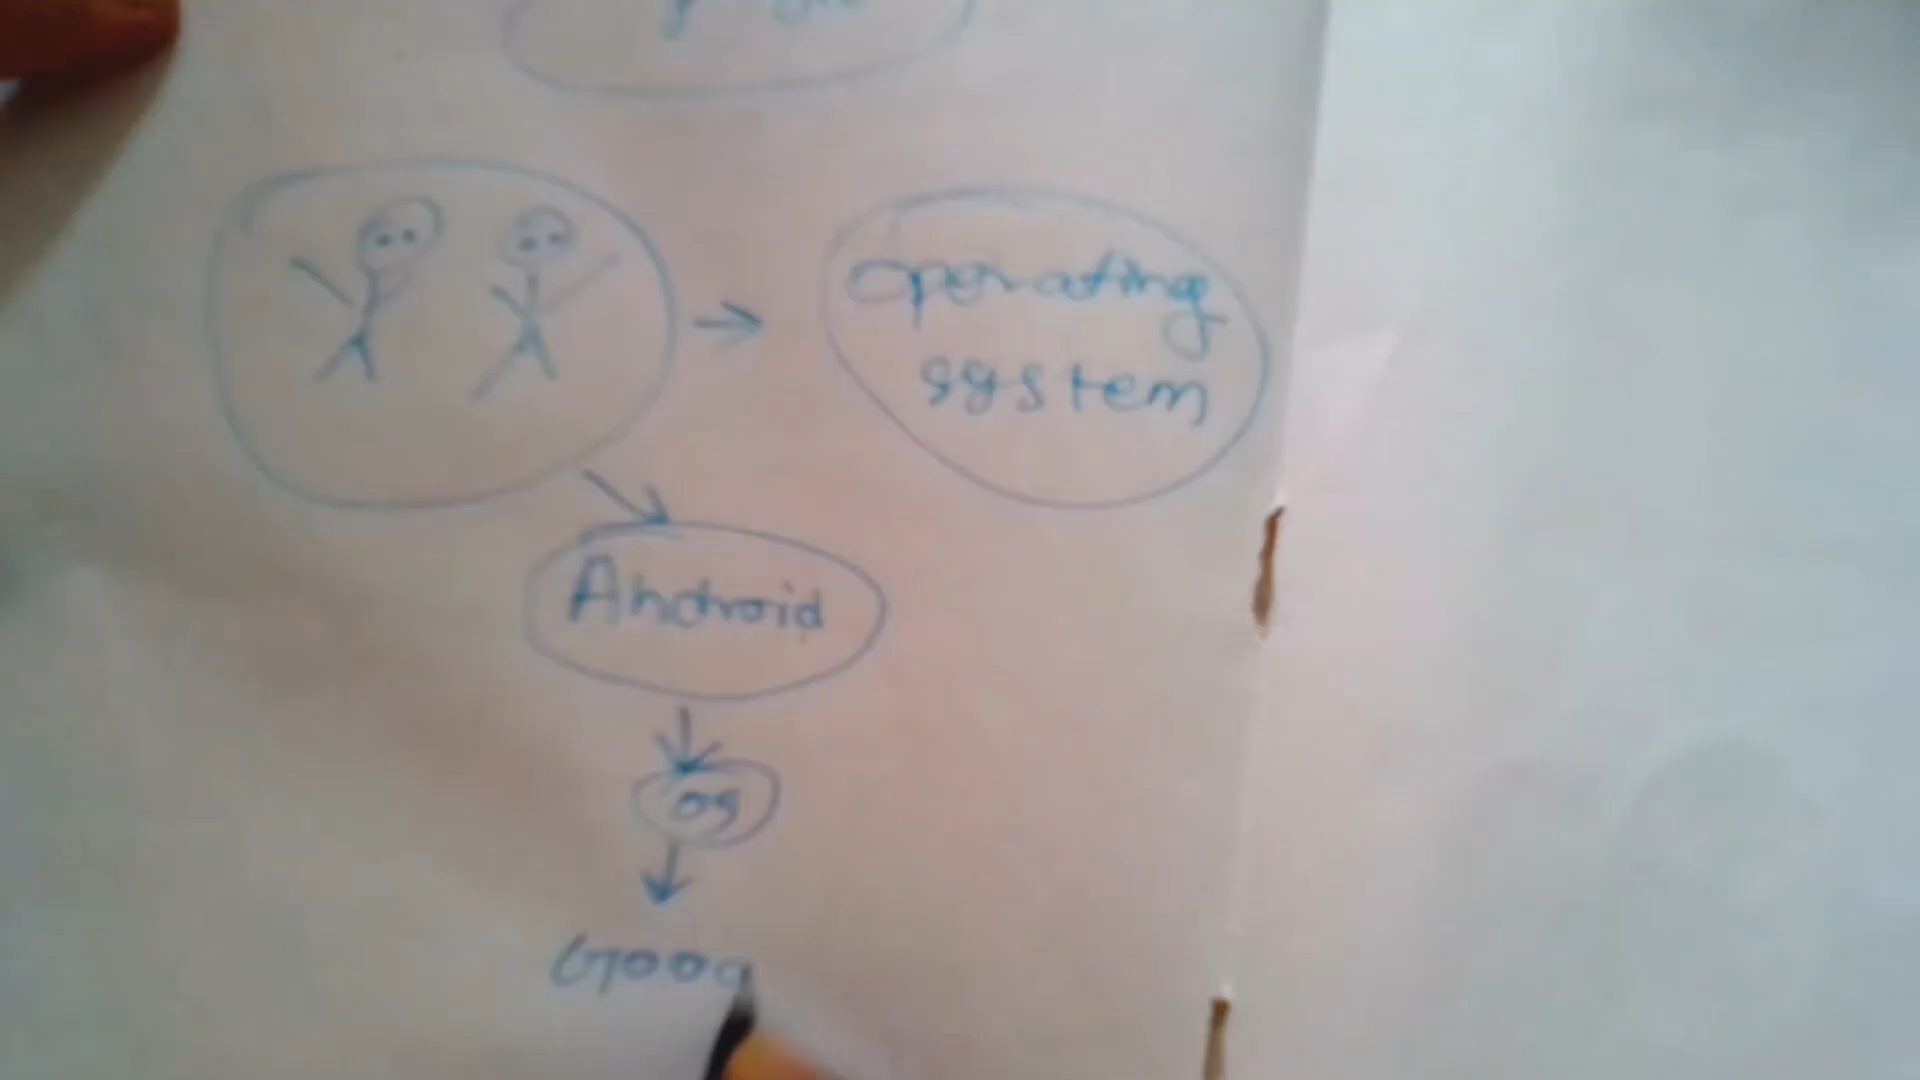 operating
system
Android
os
Goog